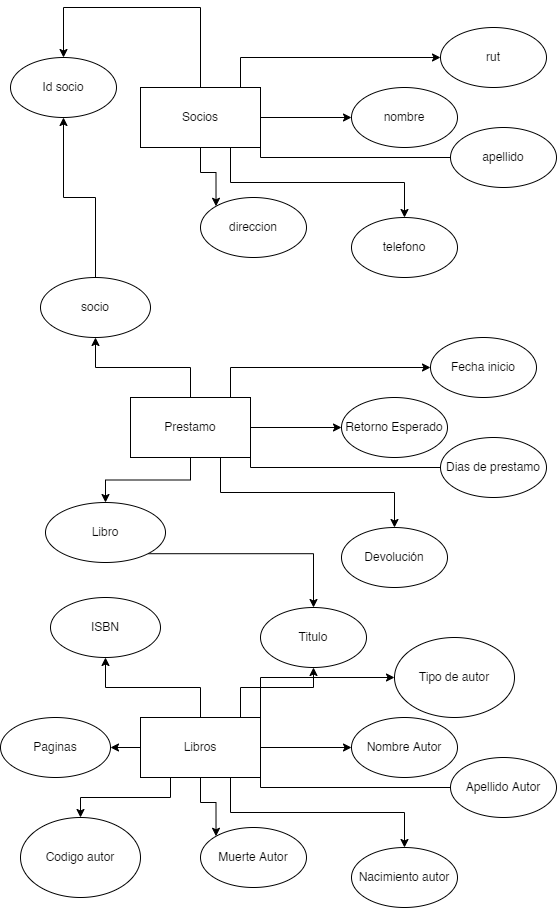 rut
Id socio
Socios
nombre
apellido
direccion
telefono
socio
Fecha inicio
Prestamo
Retorno Esperado
Dias de prestamo
Libro
Devolución
ISBN
Titulo
Tipo de autor
Paginas
Libros
Nombre Autor
Apellido Autor
Codigo autor
Muerte Autor
Nacimiento autor